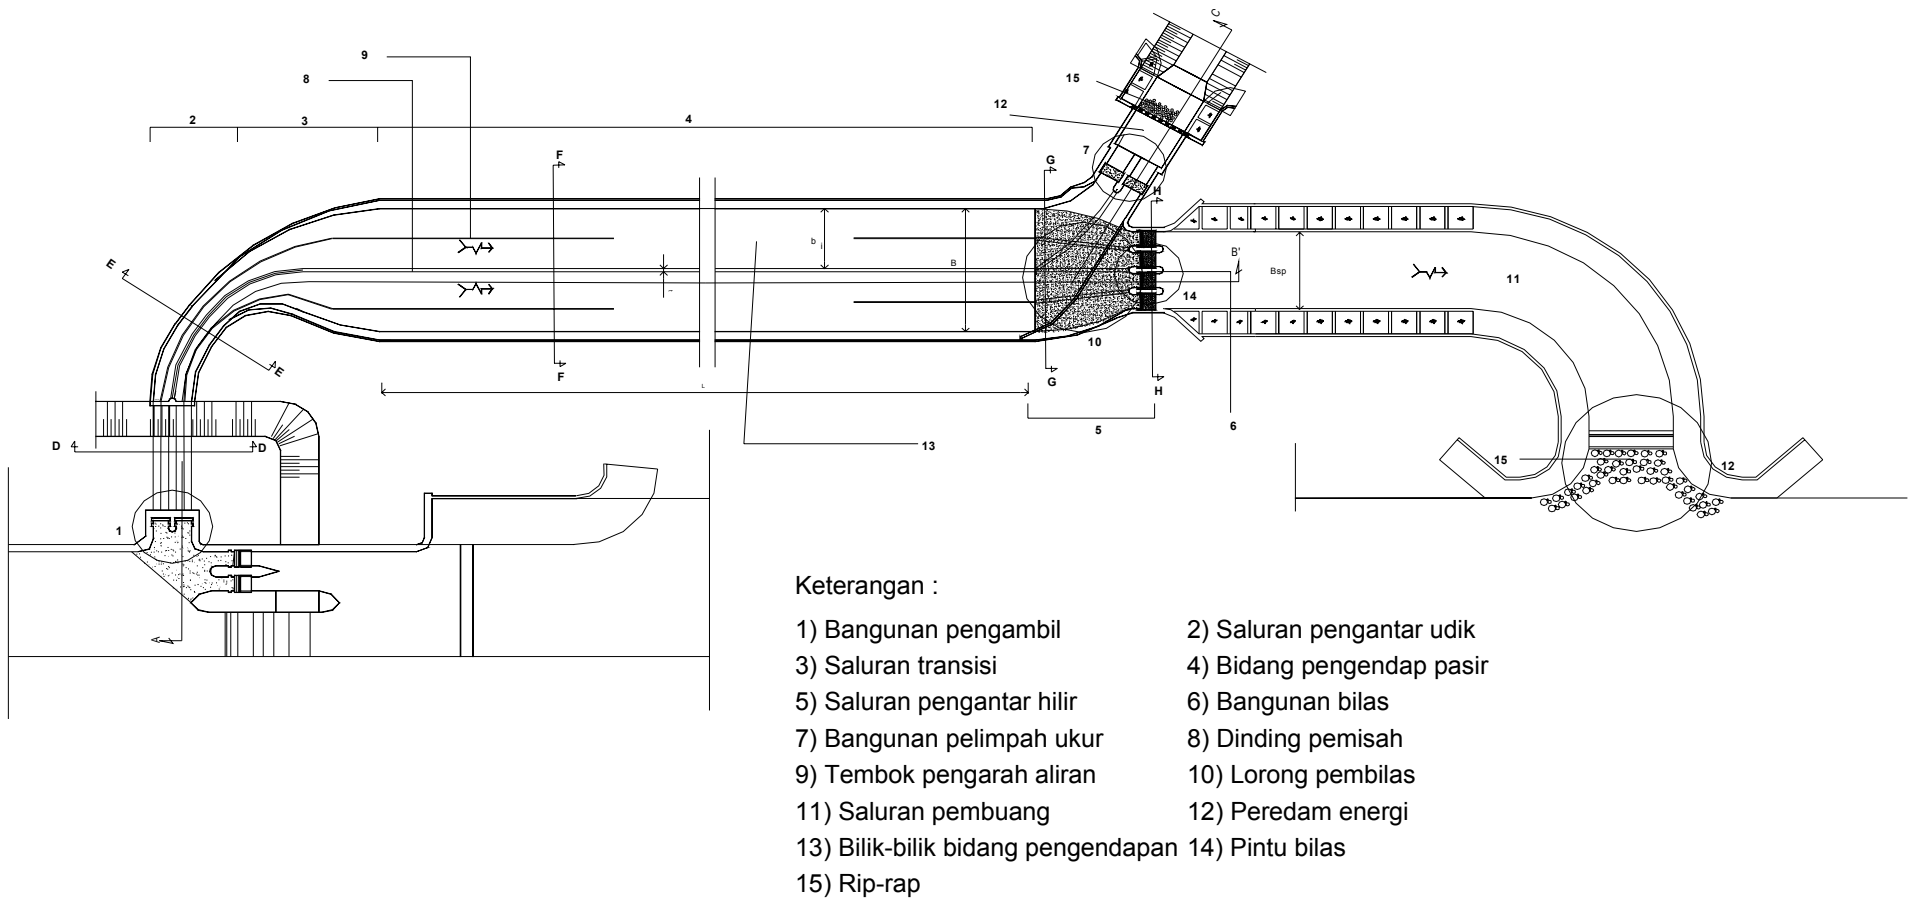 C
9
8
15
12
2
3
4
7
F
G
H
E
b
i
B
B'
Bsp
11
14
10
E
F
G
H
L
5
6
D
D
13
15
12
1
A
Keterangan :
1) Bangunan pengambil 2) Saluran pengantar udik
3) Saluran transisi 4) Bidang pengendap pasir
5) Saluran pengantar hilir 6) Bangunan bilas
7) Bangunan pelimpah ukur 8) Dinding pemisah
9) Tembok pengarah aliran 10) Lorong pembilas
11) Saluran pembuang 12) Peredam energi
13) Bilik-bilik bidang pengendapan 14) Pintu bilas
15) Rip-rap